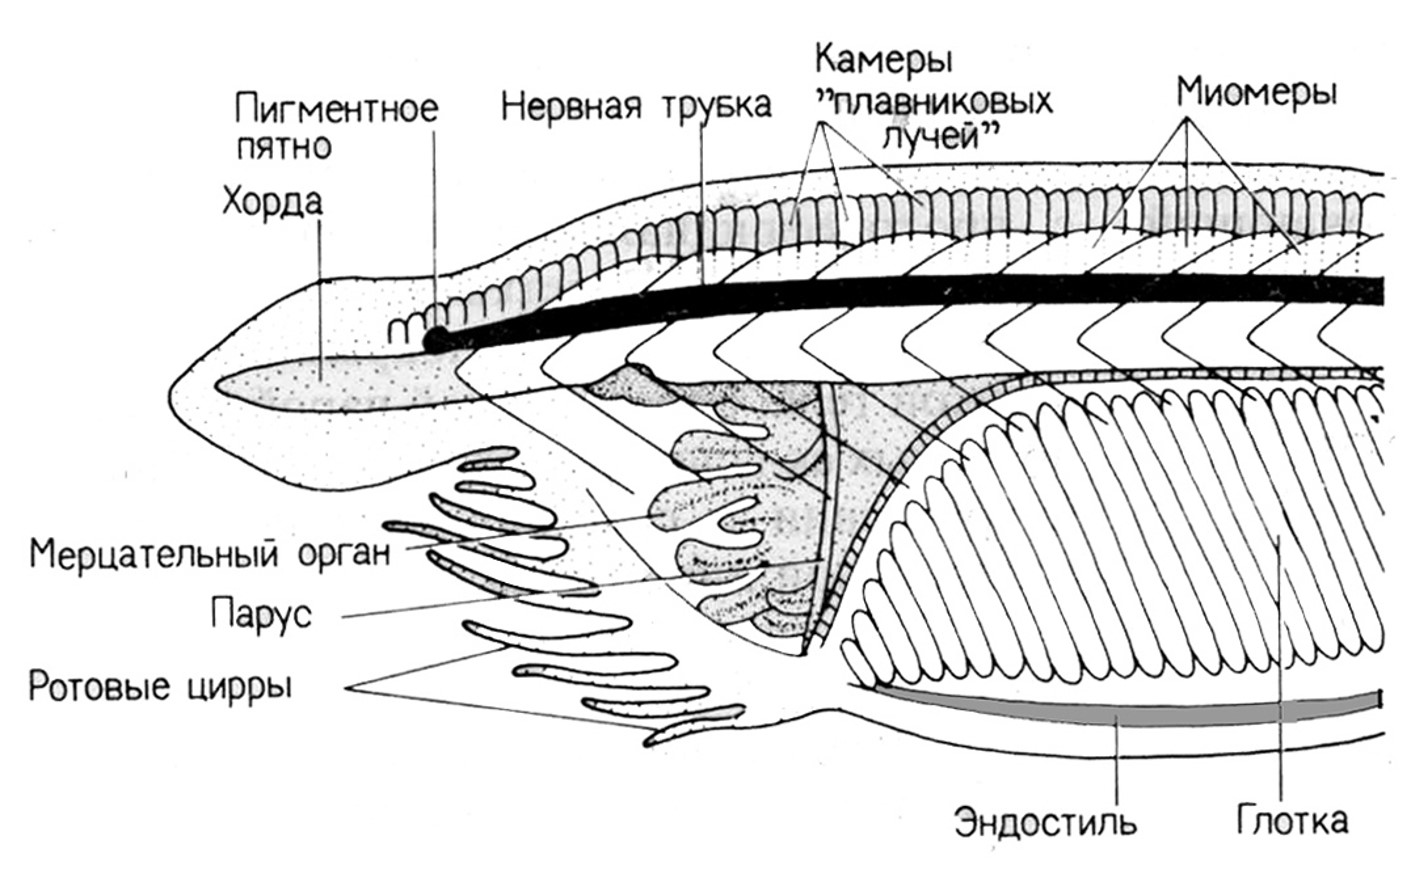 Камеры
"плавниковых
лучей"
Миомеры
Пигментное
пятно
Нервная трубка
Хорда
Мерцательный орган
Парус
Ротовые цирры
Эндостиль
Глотка